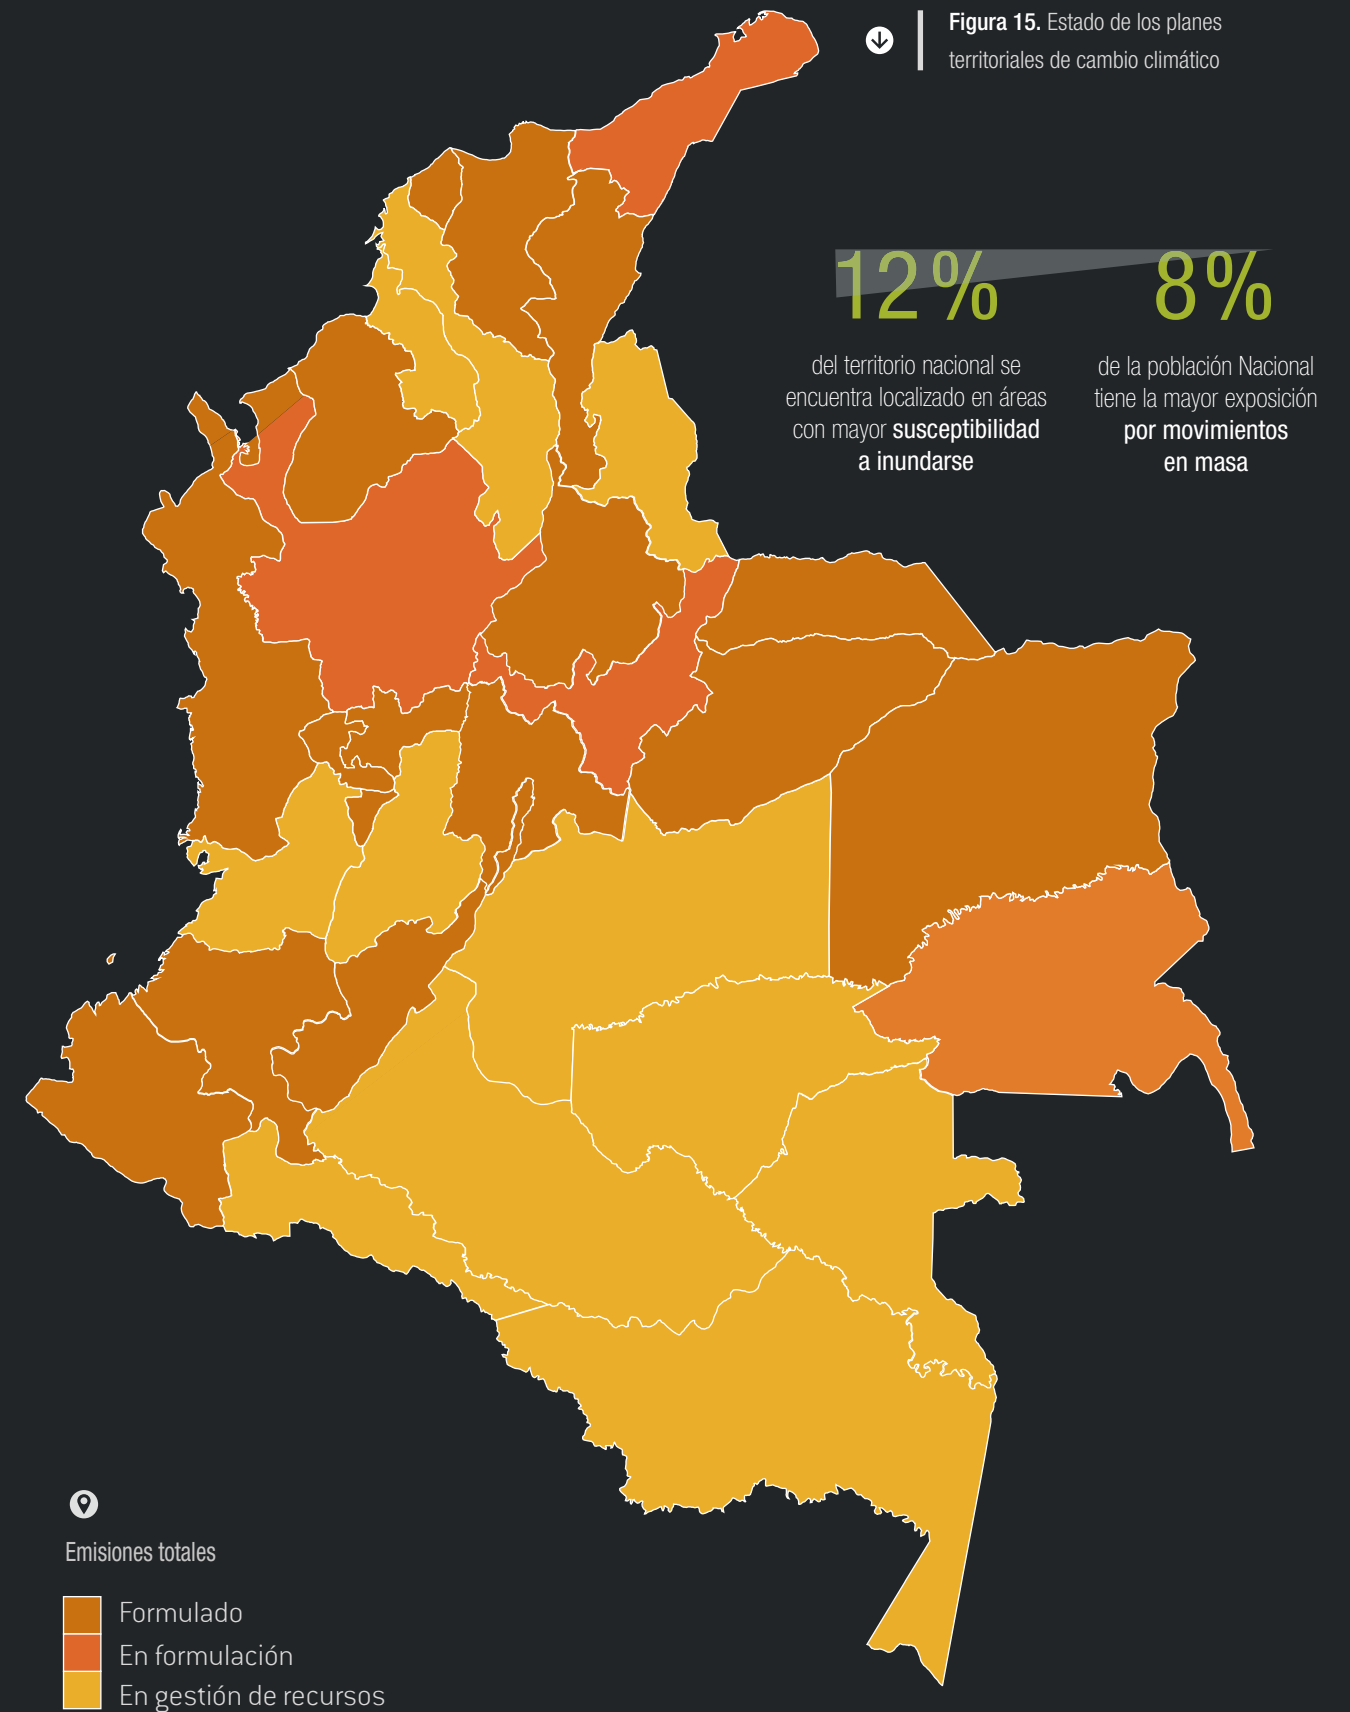 Figura 15. Estado de los planes
territoriales de cambio climático
12%
del territorio nacional se
encuentra localizado en áreas
con mayor susceptibilidad
a inundarse
8%
de la población Nacional
tiene la mayor exposición
por movimientos
en masa
Emisiones totales
Formulado
En formulación
En gestión de recursos